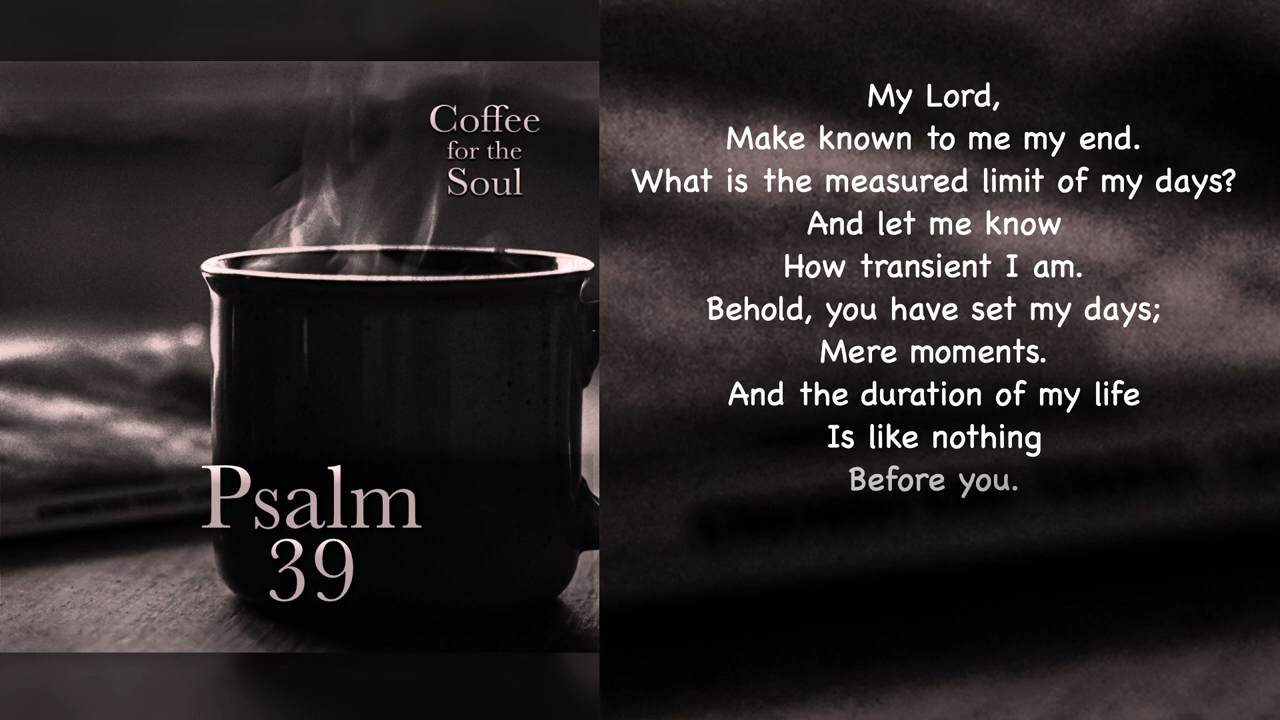 Coffee
for the
Soul
Psalm
39
My Lord,
Make known to me my end.
What is the measured limit of my days?
And let me know
How transient I am.
Behold, you have set my days;
Mere moments.
And the duration of my life
Is like nothing
Before you.